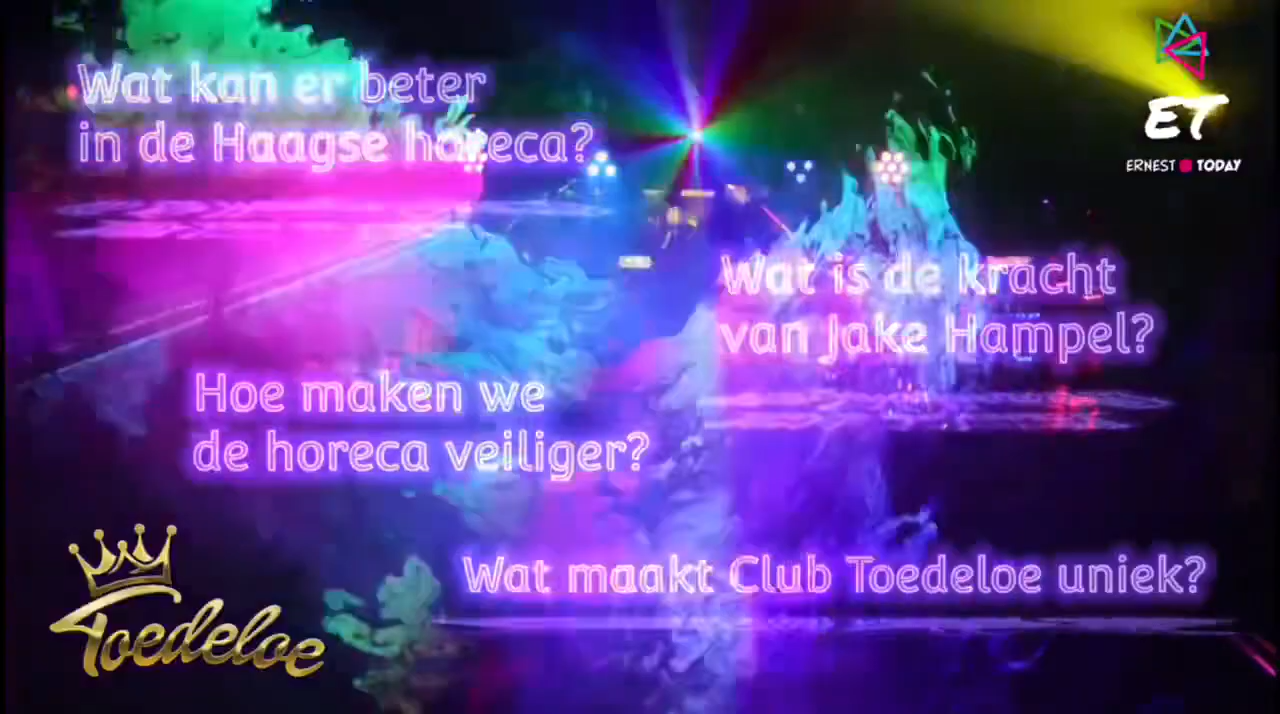 Wat kan er beter
in de Haagse horeca?
ET
ERNEST TODAY
Wat is de kracht
van Jake Hampel?
Hoe maken we
de horeca veiliger?
Wat maakt Club Toedeloe uniek?
Toedeloe